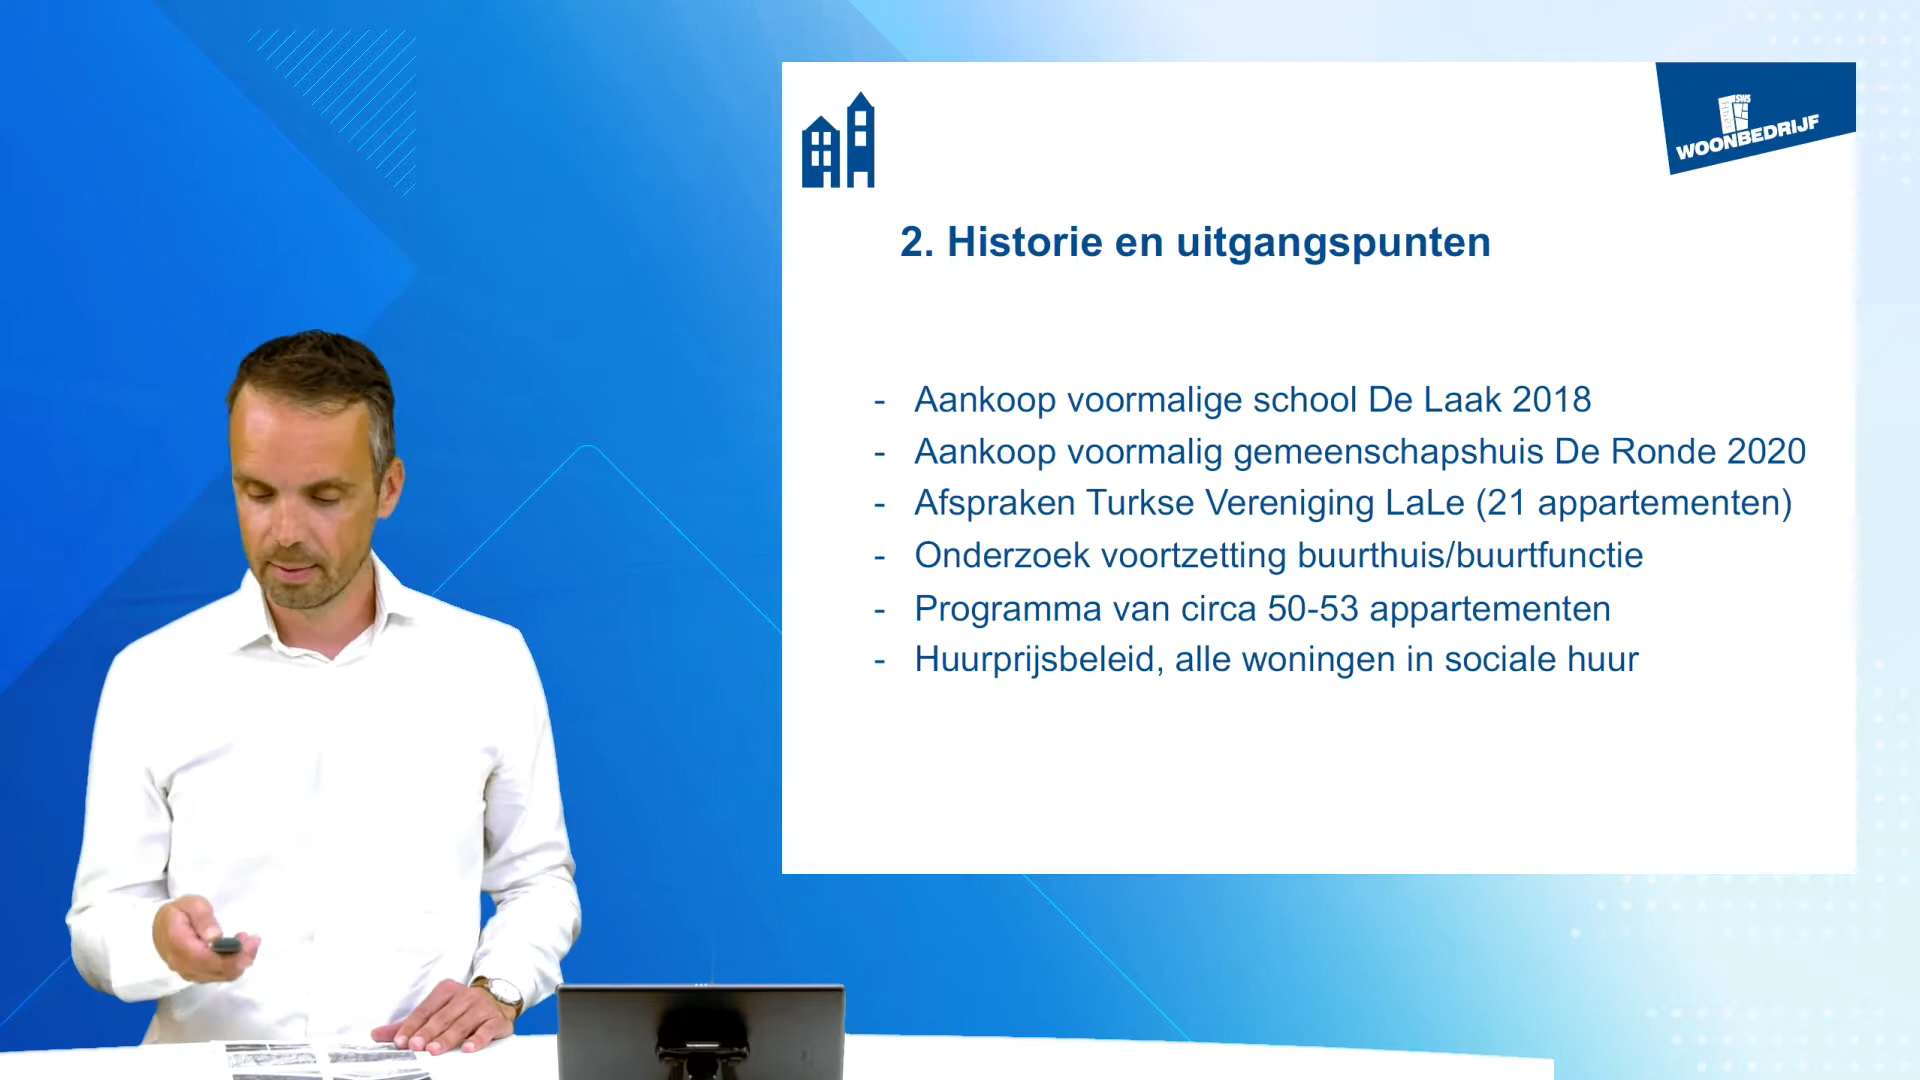 SWS
WOONBEDRIJF
2. Historie en uitgangspunten
- Aankoop voormalige school De Laak 2018
- Aankoop voormalig gemeenschapshuis De Ronde 2020
- Afspraken Turkse Vereniging LaLe (21 appartementen)
- Onderzoek voortzetting buurthuis/buurtfunctie
- Programma van circa 50-53 appartementen
- Huurprijsbeleid, alle woningen in sociale huur